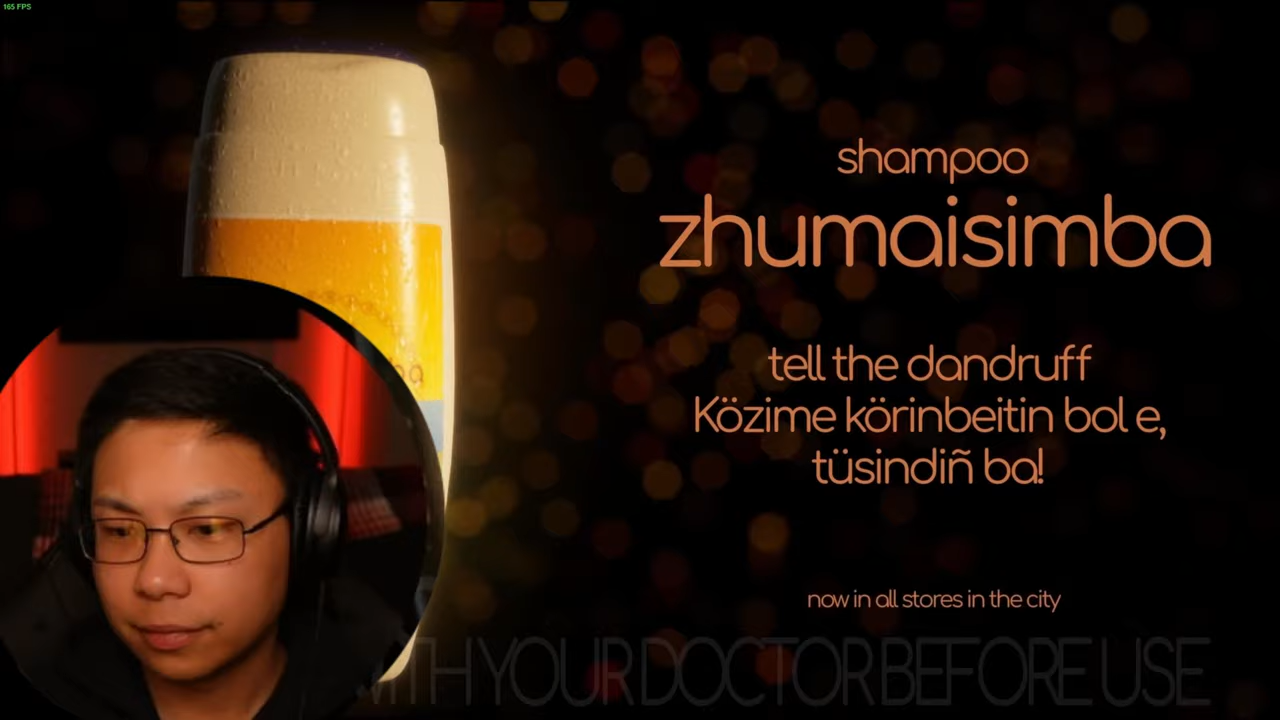 165 FPS
shampoo
zhumaisimba
tell the dandruff
Közime körinbeitin bol e,
tüsindiñ ba!
now in all stores in the city
WITH YOUR DOCTOR BEFORE USE